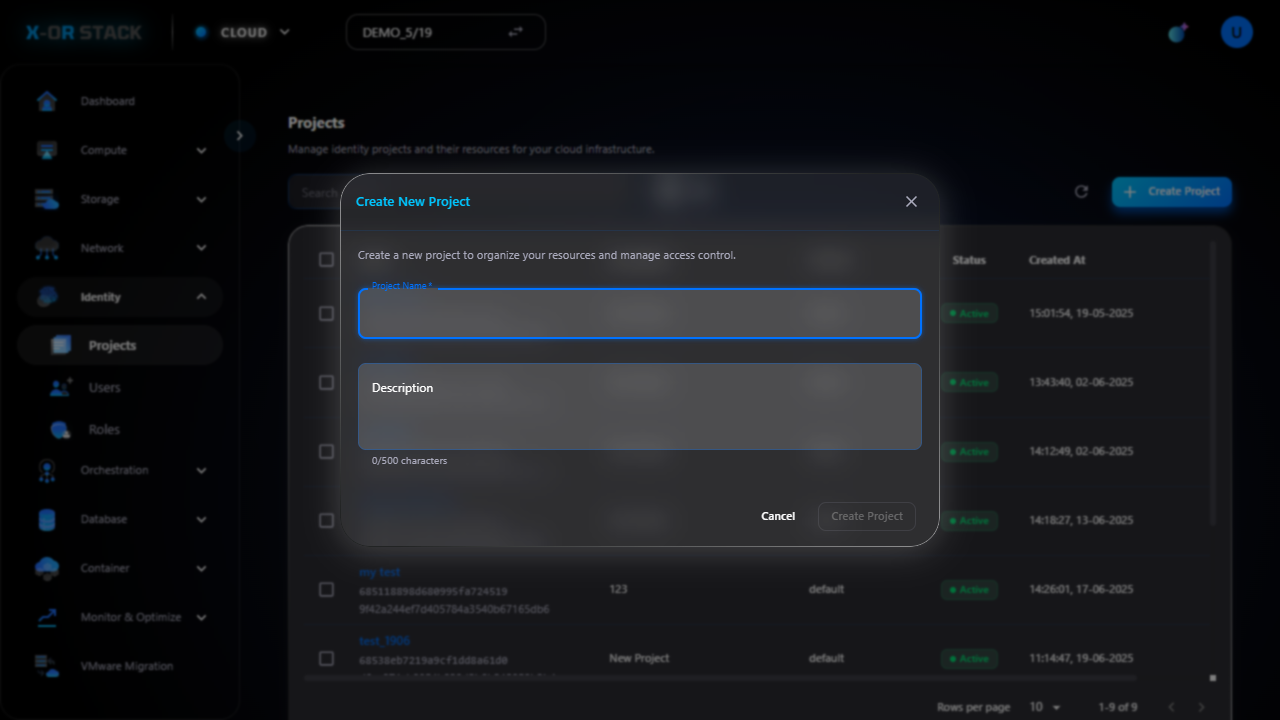 X-OR STACK
CLOUD
DEMO_5/19
U
Dashboard
Compute
Storage
Network
Identity
Projects
Users
Roles
Orchestration
Database
Container
Monitor & Optimize
VMware Migration
Projects
Manage identity projects and their resources for your cloud infrastructure.
Search
Create Project
Create New Project
Create a new project to organize your resources and manage access control.
Project Name *
Description
0/500 characters
Cancel
Create Project
Status
Created At
Active
15:01:54, 19-05-2025
Active
13:43:40, 02-06-2025
Active
14:12:49, 02-06-2025
Active
14:18:27, 13-06-2025
my test
685118898d680995fa724519
9f42a244ef7d405784a3540b67165db6
123
default
Active
14:26:01, 17-06-2025
test_1906
68538eb7219a9cf1dd8a61d0
New Project
default
Active
11:14:47, 19-06-2025
Rows per page
10
1-9 of 9